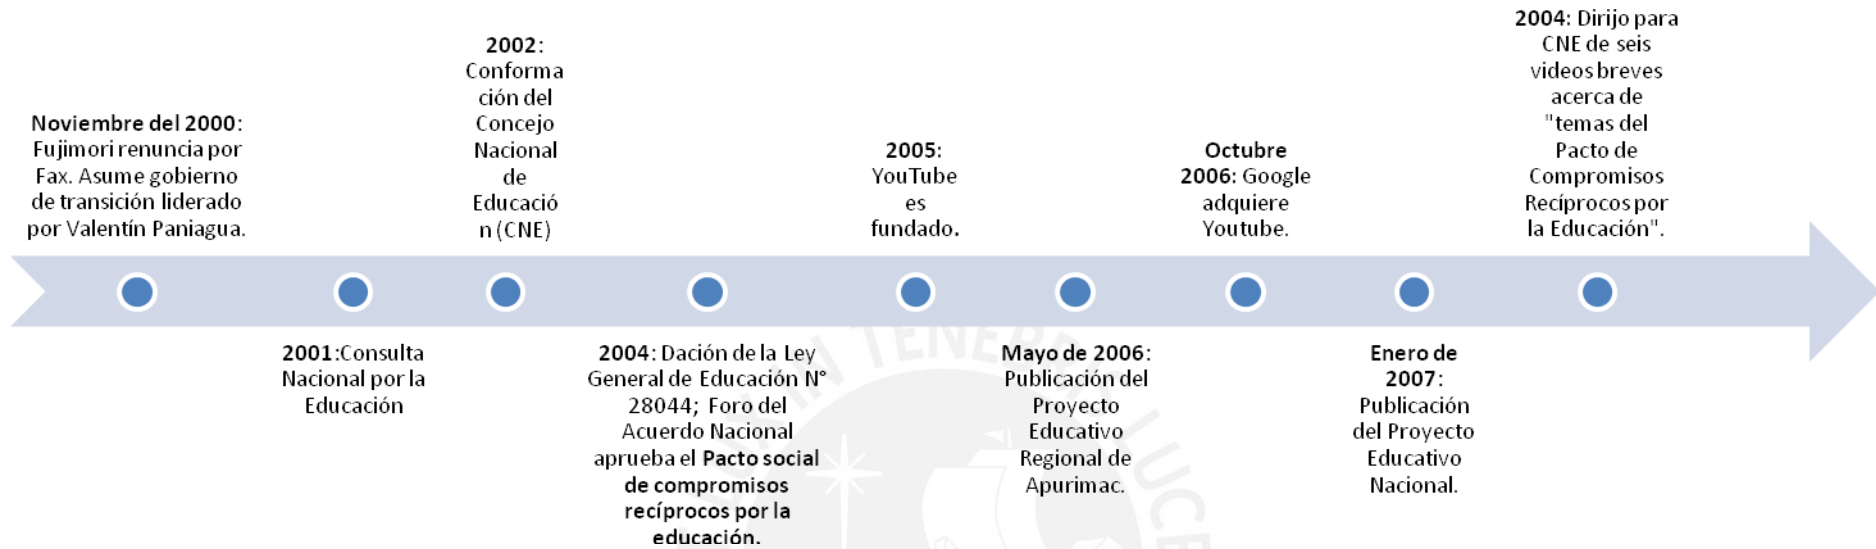 Noviembre del 2000:
Fujimori renuncia por
Fax. Asume gobierno
de transición liderado
por Valentín Paniagua.
2001:Consulta
Nacional por la
Educación
2002:
Conforma
ción del
Concejo
Nacional
de
Educació
n (CNE)
2004: Dación de la Ley
General de Educación N°
28044; Foro del
Acuerdo Nacional
aprueba el Pacto social
de compromisos
recíprocos por la
educación.
2005:
YouTube
es
fundado.
Mayo de 2006:
Publicación del
Proyecto
Educativo
Regional de
Apurimac.
Octubre
2006: Google
adquiere
Youtube.
Enero de
2007:
Publicación
del Proyecto
Educativo
Nacional.
2004: Dirijo para
CNE de seis
videos breves
acerca de
"temas del
Pacto de
Compromisos
Recíprocos por
la Educación".